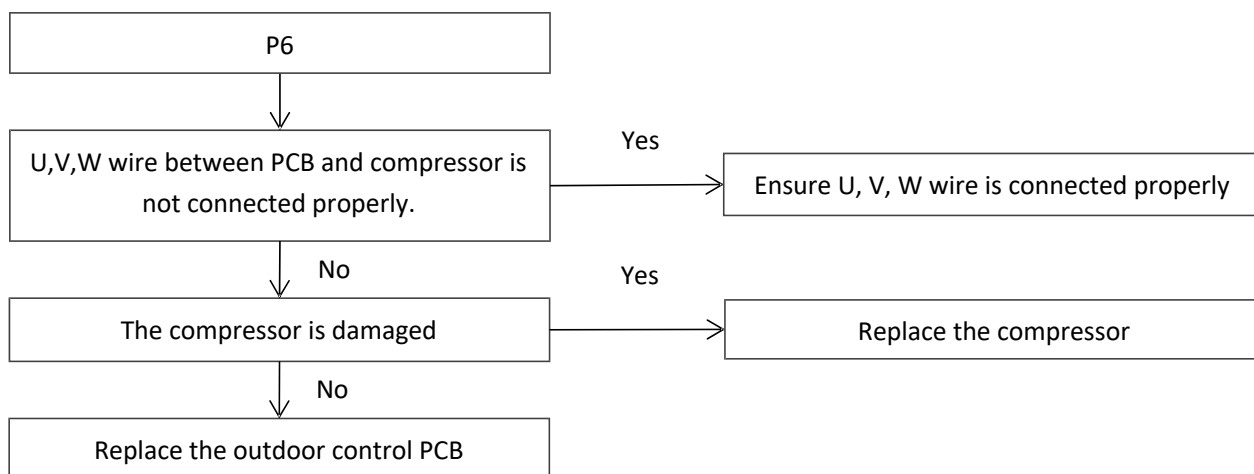 P6
Yes
U,V,W wire between PCB and compressor is
not connected properly.
Ensure U, V, W wire is connected properly
No
Yes
The compressor is damaged
Replace the compressor
No
Replace the outdoor control PCB